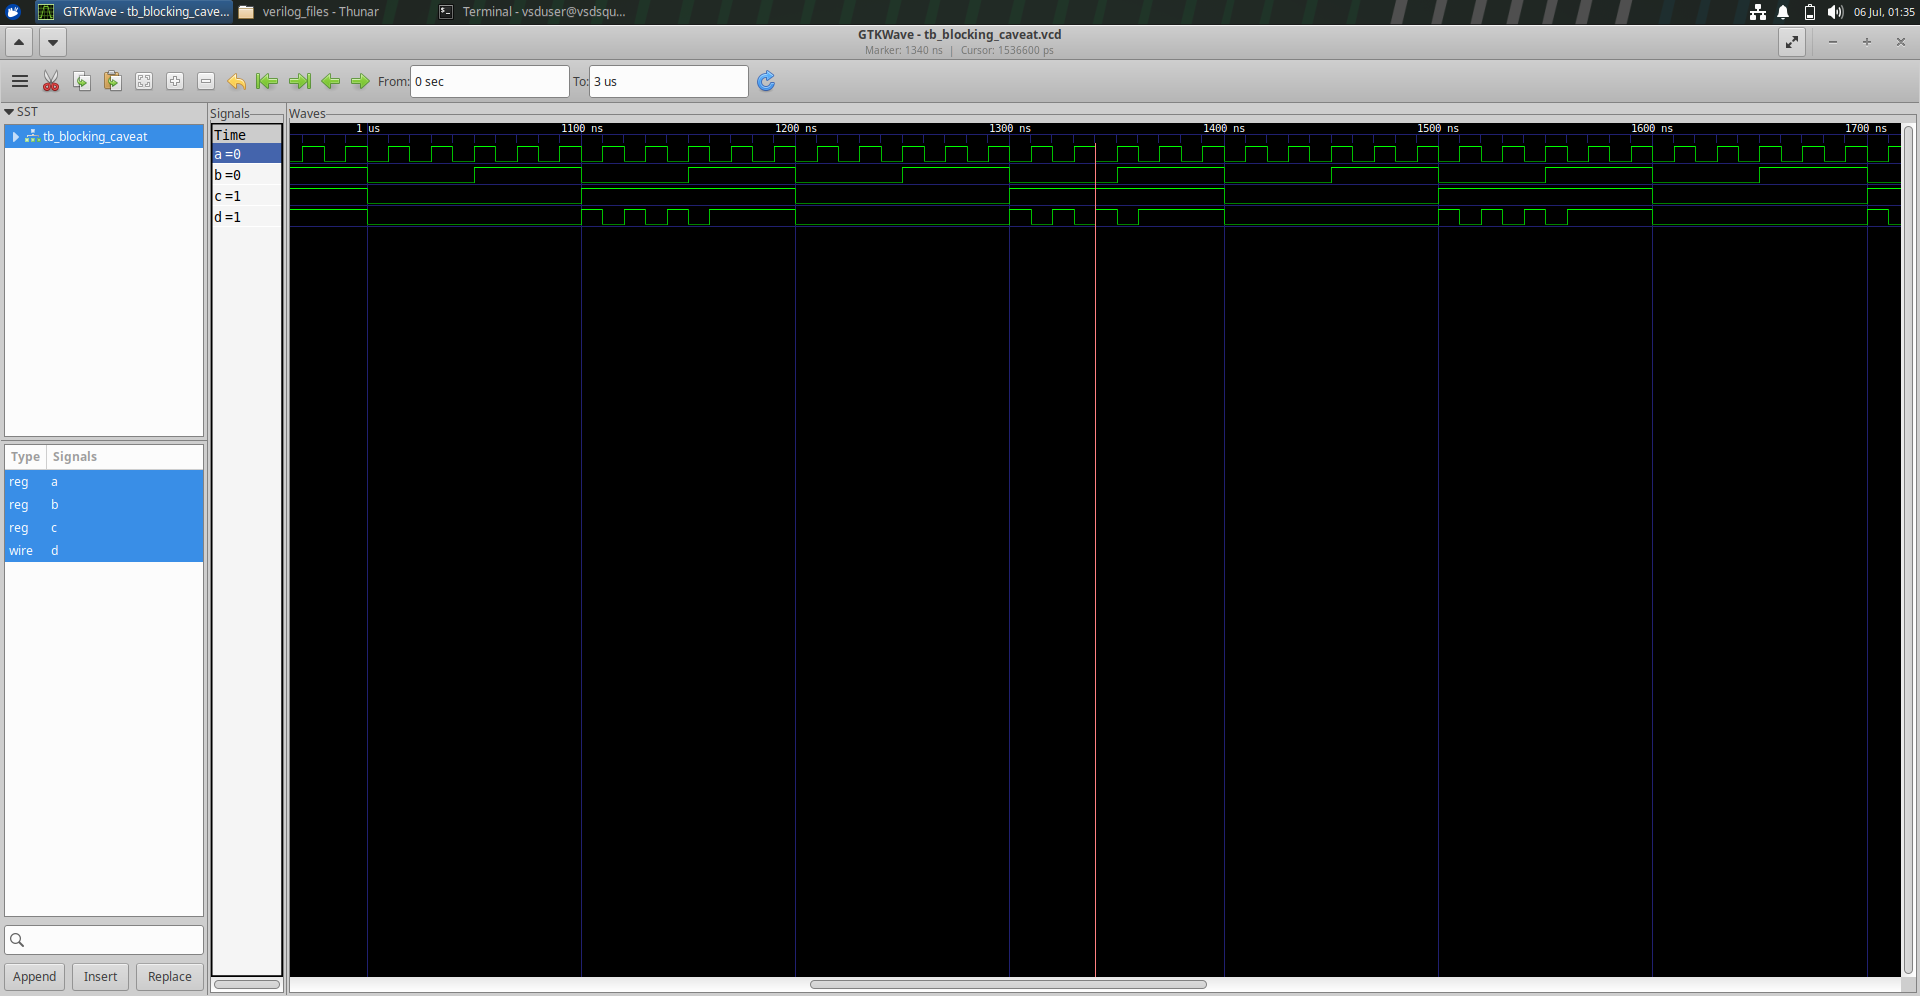 GTKWave - tb_blocking_cave... verilog_files - Thunar Terminal - vsduser@vsdsqu... 06 Jul, 01:35
GTKWave - tb_blocking_caveat.vcd
Marker: 1340 ns | Cursor: 1536600 ps
From: 0 sec To: 3 us
SST
tb_blocking_caveat
Type Signals
reg a
reg b
reg c
wire d
Append Insert Replace
Signals
Time
a =0
b =0
c =1
d =1
Waves
1 us 1100 ns 1200 ns 1300 ns 1400 ns 1500 ns 1600 ns 1700 ns